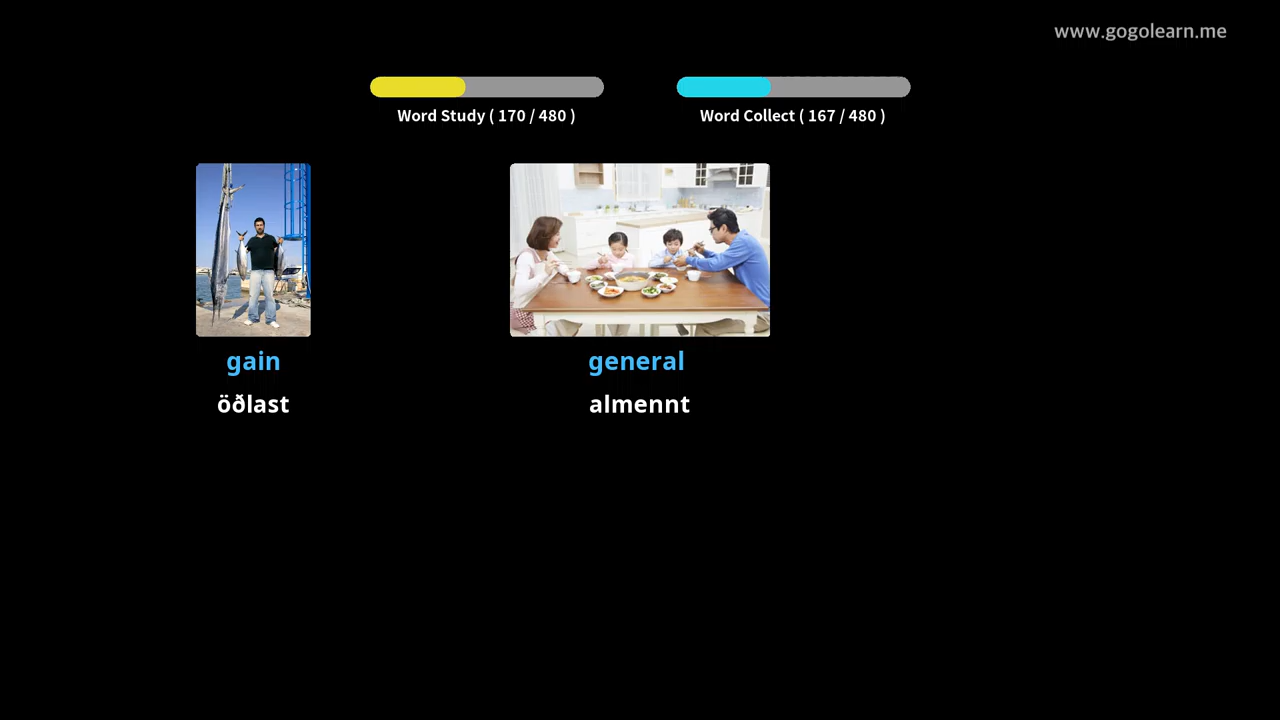 www.gogolearn.me
Word Study ( 170 / 480 )
Word Collect ( 167 / 480 )
gain
general
öðlast
almennt